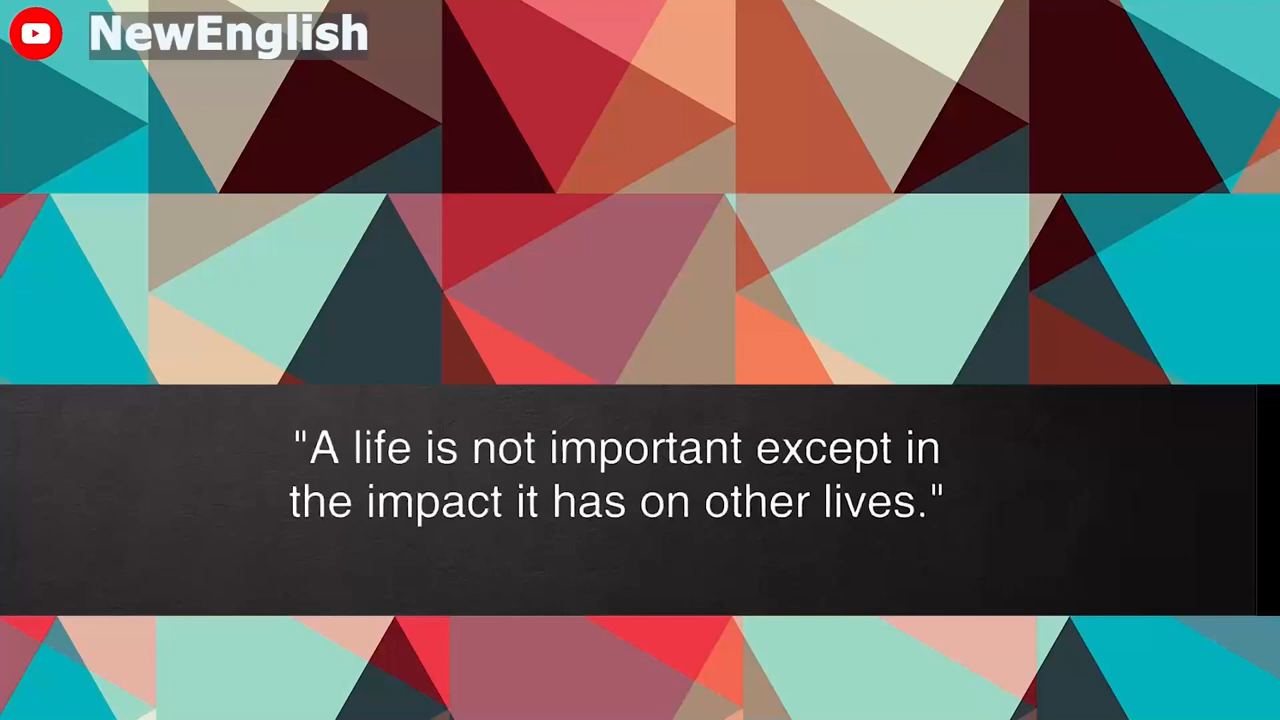 NewEnglish
"A life is not important except in
the impact it has on other lives."